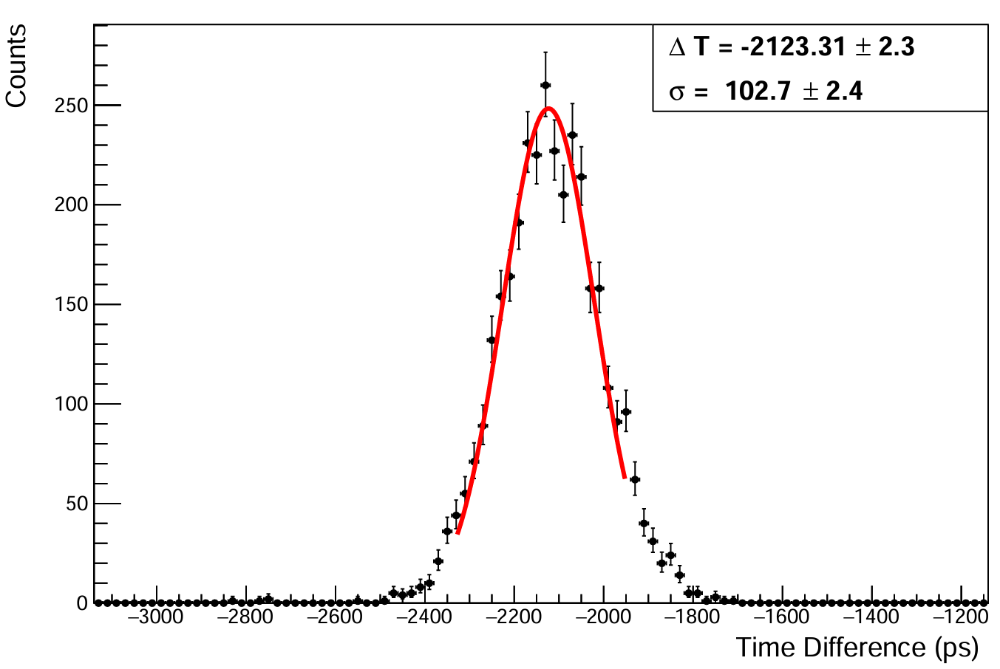 Counts
Δ T = -2123.31 ± 2.3
σ = 102.7 ± 2.4
250
200
150
100
50
0
−3000 −2800 −2600 −2400 −2200 −2000 −1800 −1600 −1400 −1200
Time Difference (ps)